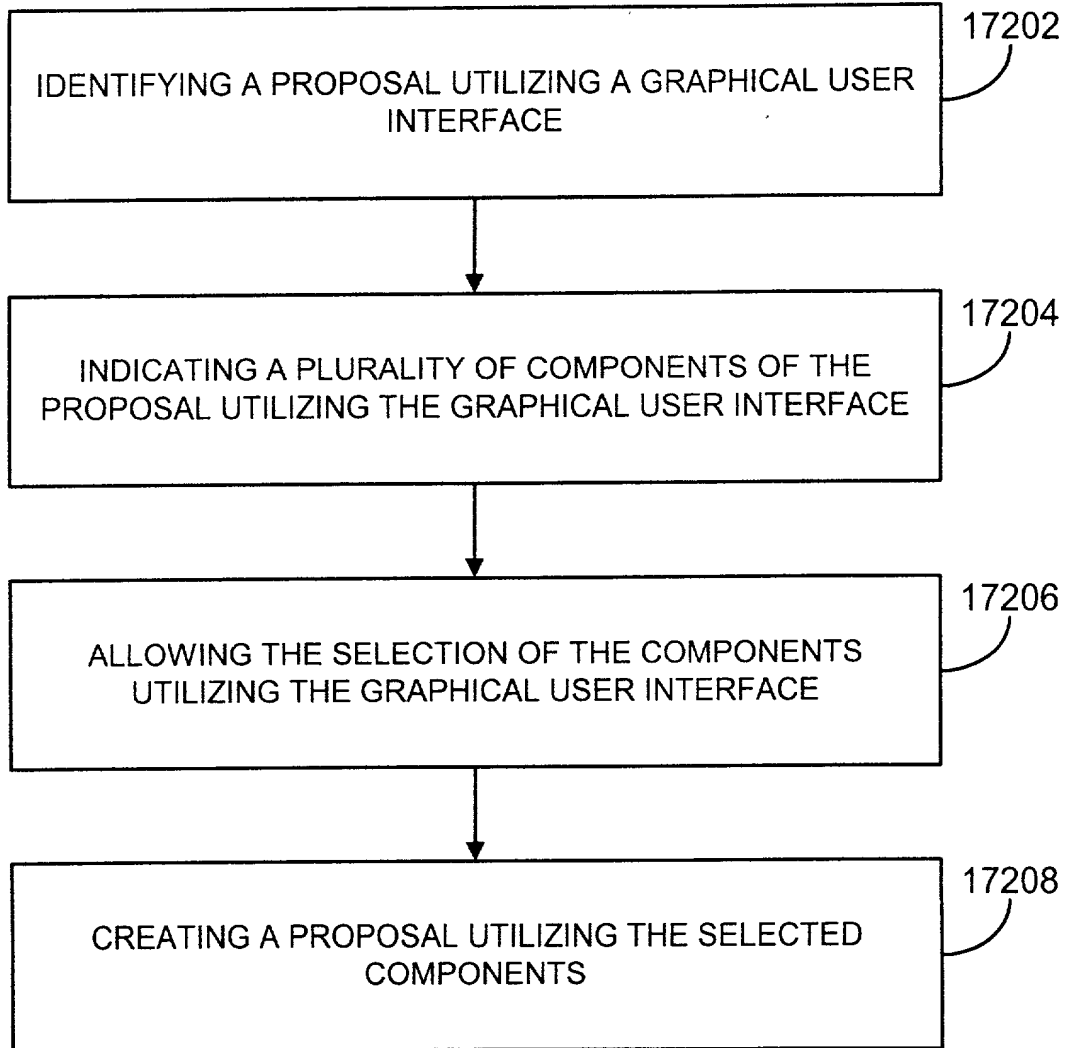 17202
IDENTIFYING A PROPOSAL UTILIZING A GRAPHICAL USER
INTERFACE
17204
INDICATING A PLURALITY OF COMPONENTS OF THE
PROPOSAL UTILIZING THE GRAPHICAL USER INTERFACE
17206
ALLOWING THE SELECTION OF THE COMPONENTS
UTILIZING THE GRAPHICAL USER INTERFACE
17208
CREATING A PROPOSAL UTILIZING THE SELECTED
COMPONENTS